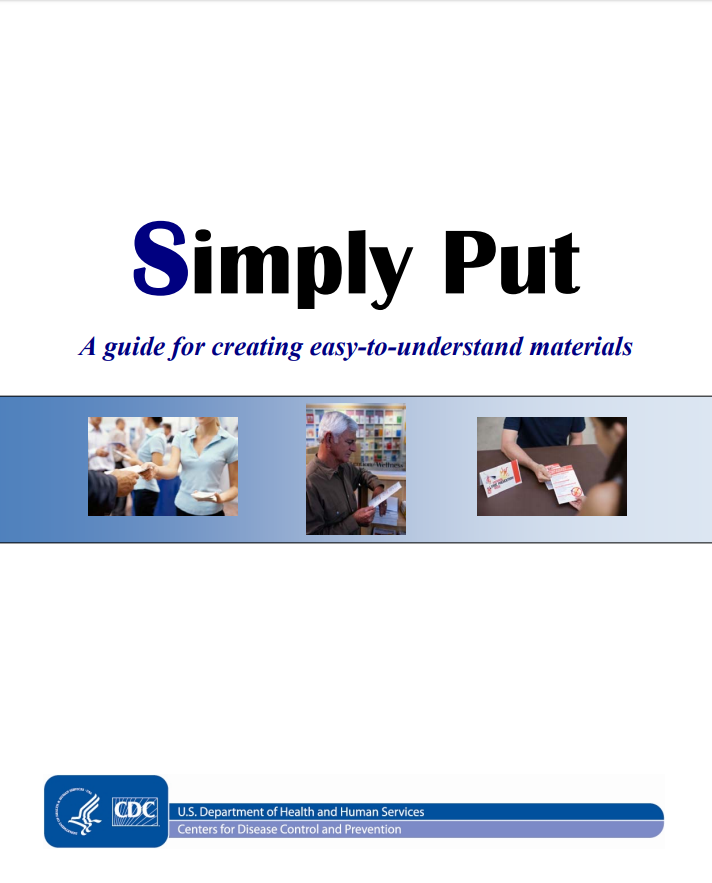 Simply Put
A guide for creating easy-to-understand materials
CDC
U.S. Department of Health and Human Services
Centers for Disease Control and Prevention